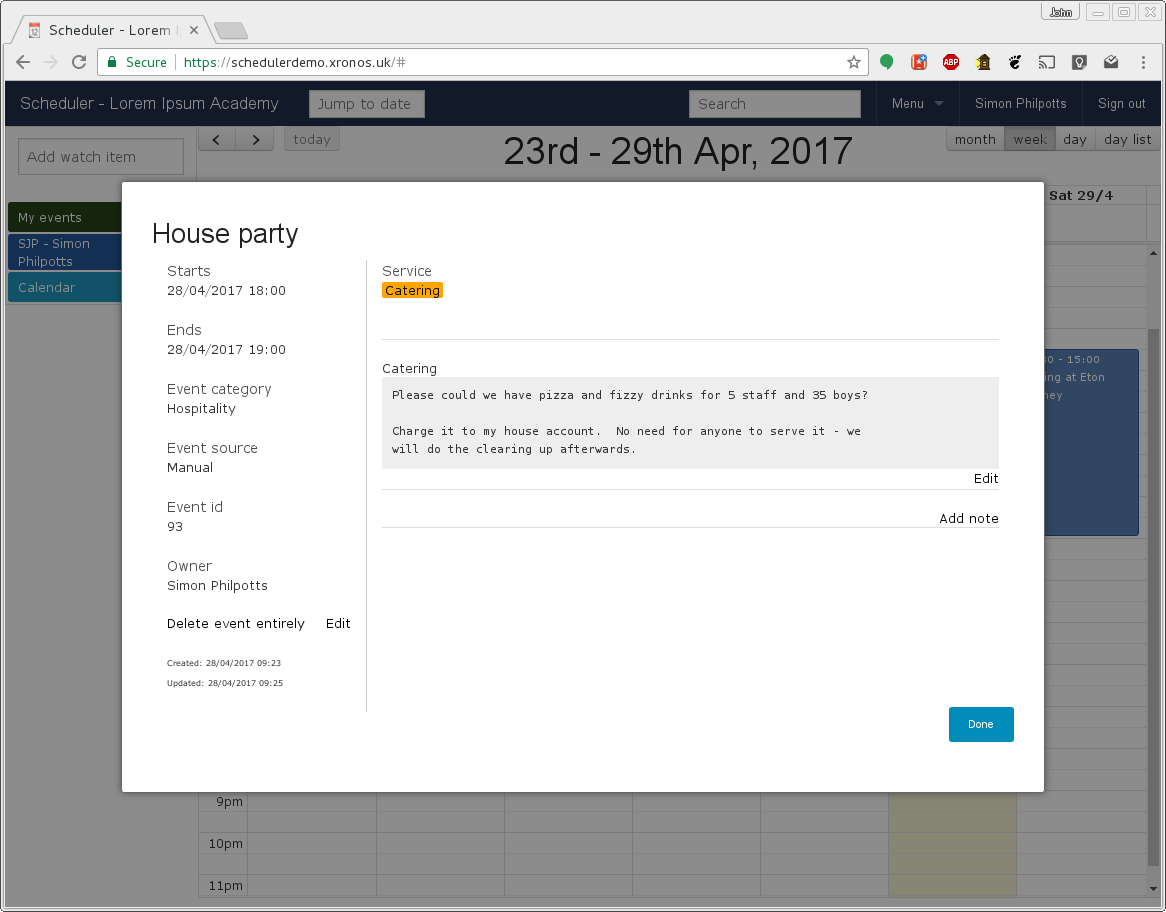 John
Scheduler - Lorem
Secure
https://schedulerdemo.xronos.uk/#
ABP
Scheduler - Lorem Ipsum Academy
Jump to date
Search
Menu
Simon Philpotts
Sign out
Add watch item
today
23rd - 29th Apr, 2017
month
week
day
day list
Sat 29/4
My events
SJP - Simon
Philpotts
Calendar
House party
Starts
28/04/2017 18:00
Ends
28/04/2017 19:00
Event category
Hospitality
Event source
Manual
Event id
93
Owner
Simon Philpotts
Delete event entirely
Edit
Created: 28/04/2017 09:23
Updated: 28/04/2017 09:25
Service
Catering
Catering
Please could we have pizza and fizzy drinks for 5 staff and 35 boys?
Charge it to my house account. No need for anyone to serve it - we
will do the clearing up afterwards.
Edit
Add note
Done
- 15:00
at Eton
9pm
10pm
11pm